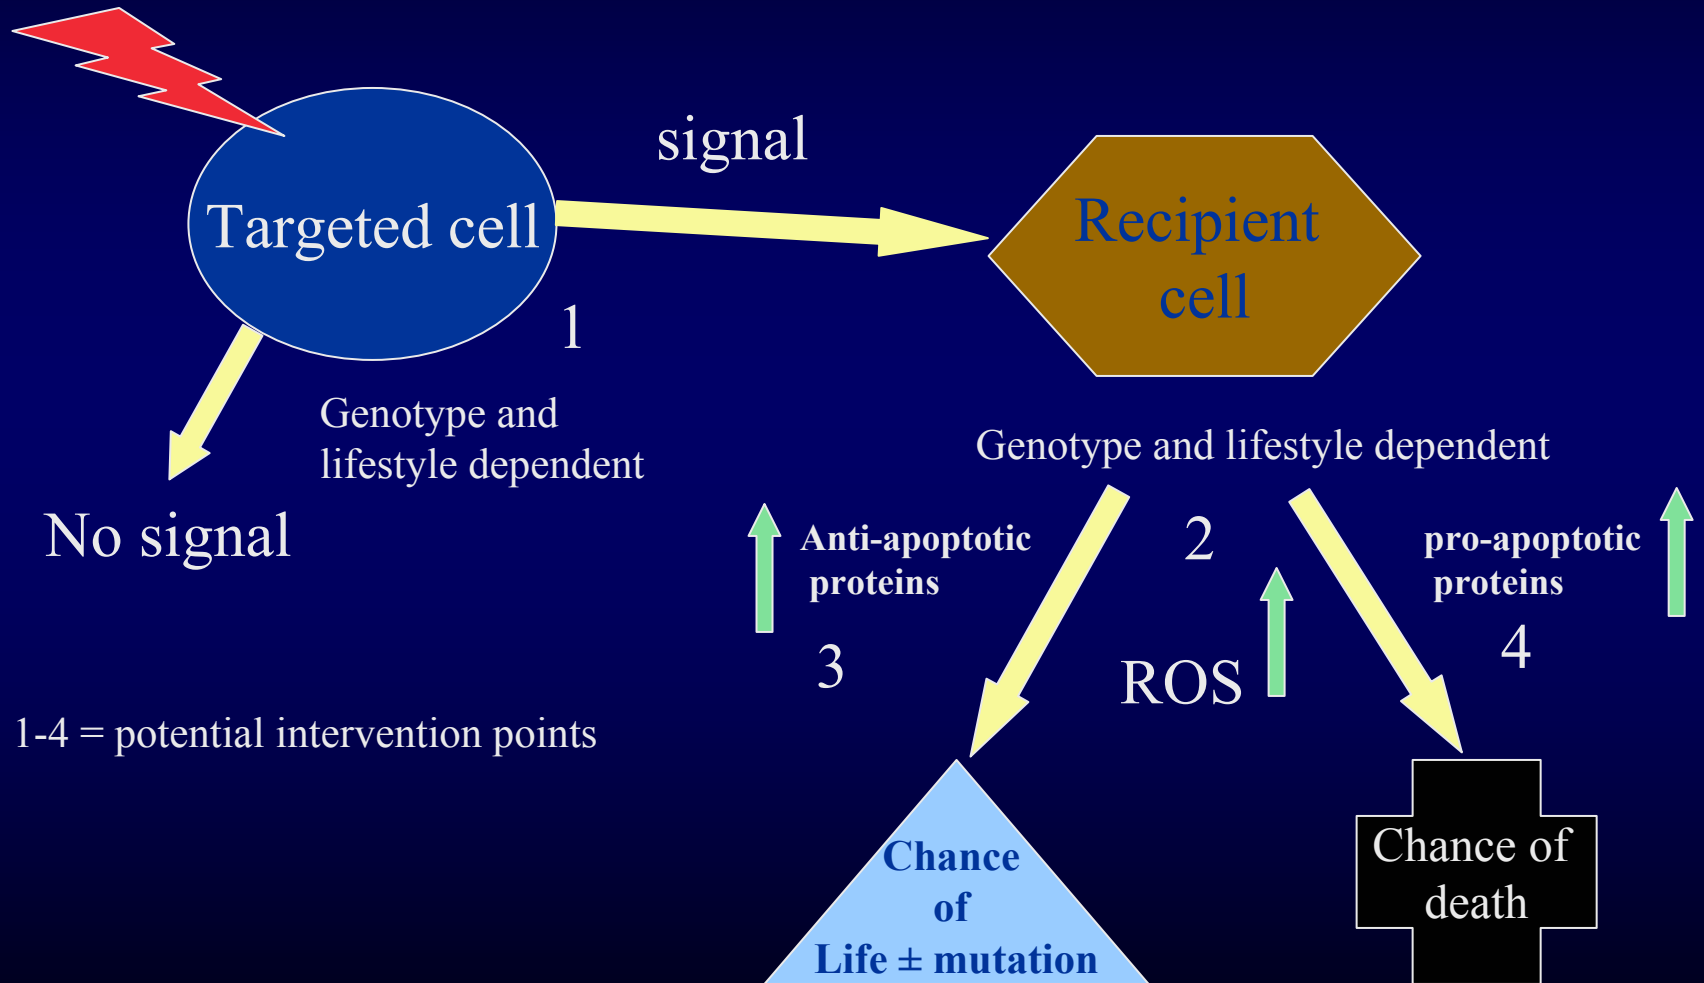 signal
Targeted cell
Recipient
cell
1
Genotype and
lifestyle dependent
No signal
Genotype and lifestyle dependent
Anti-apoptotic
proteins
2
pro-apoptotic
proteins
3
ROS
4
1-4 = potential intervention points
Chance
of
Life ± mutation
Chance of
death